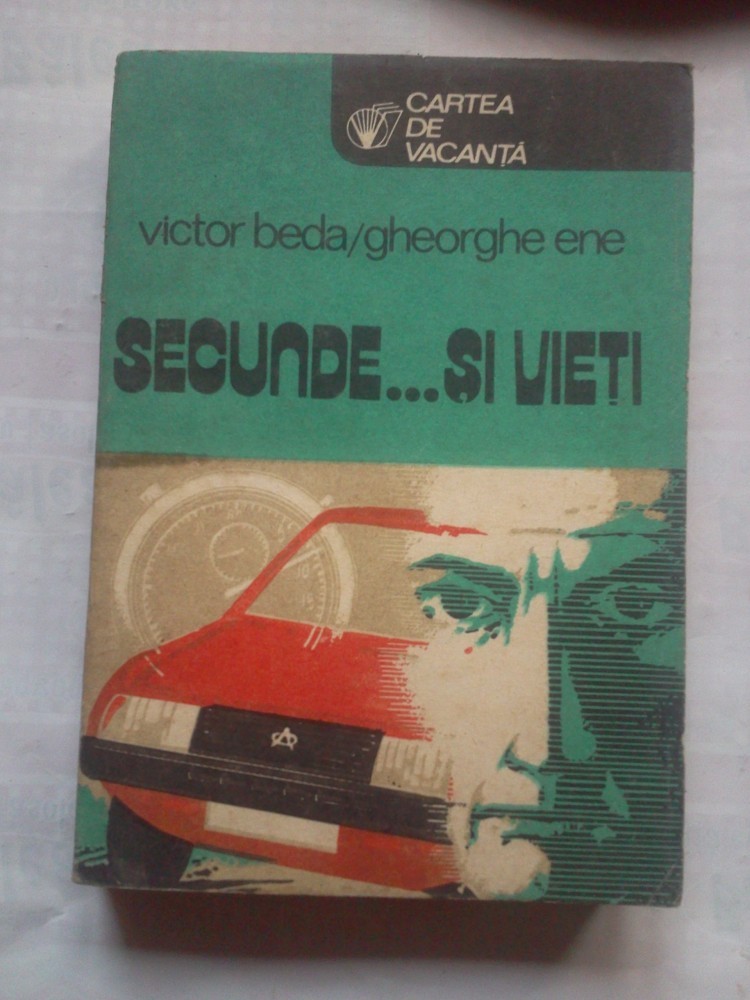 CARTEA
DE
VACANȚĂ
victor beda/gheorghe ene
SECUNDE...ȘI VIEȚI